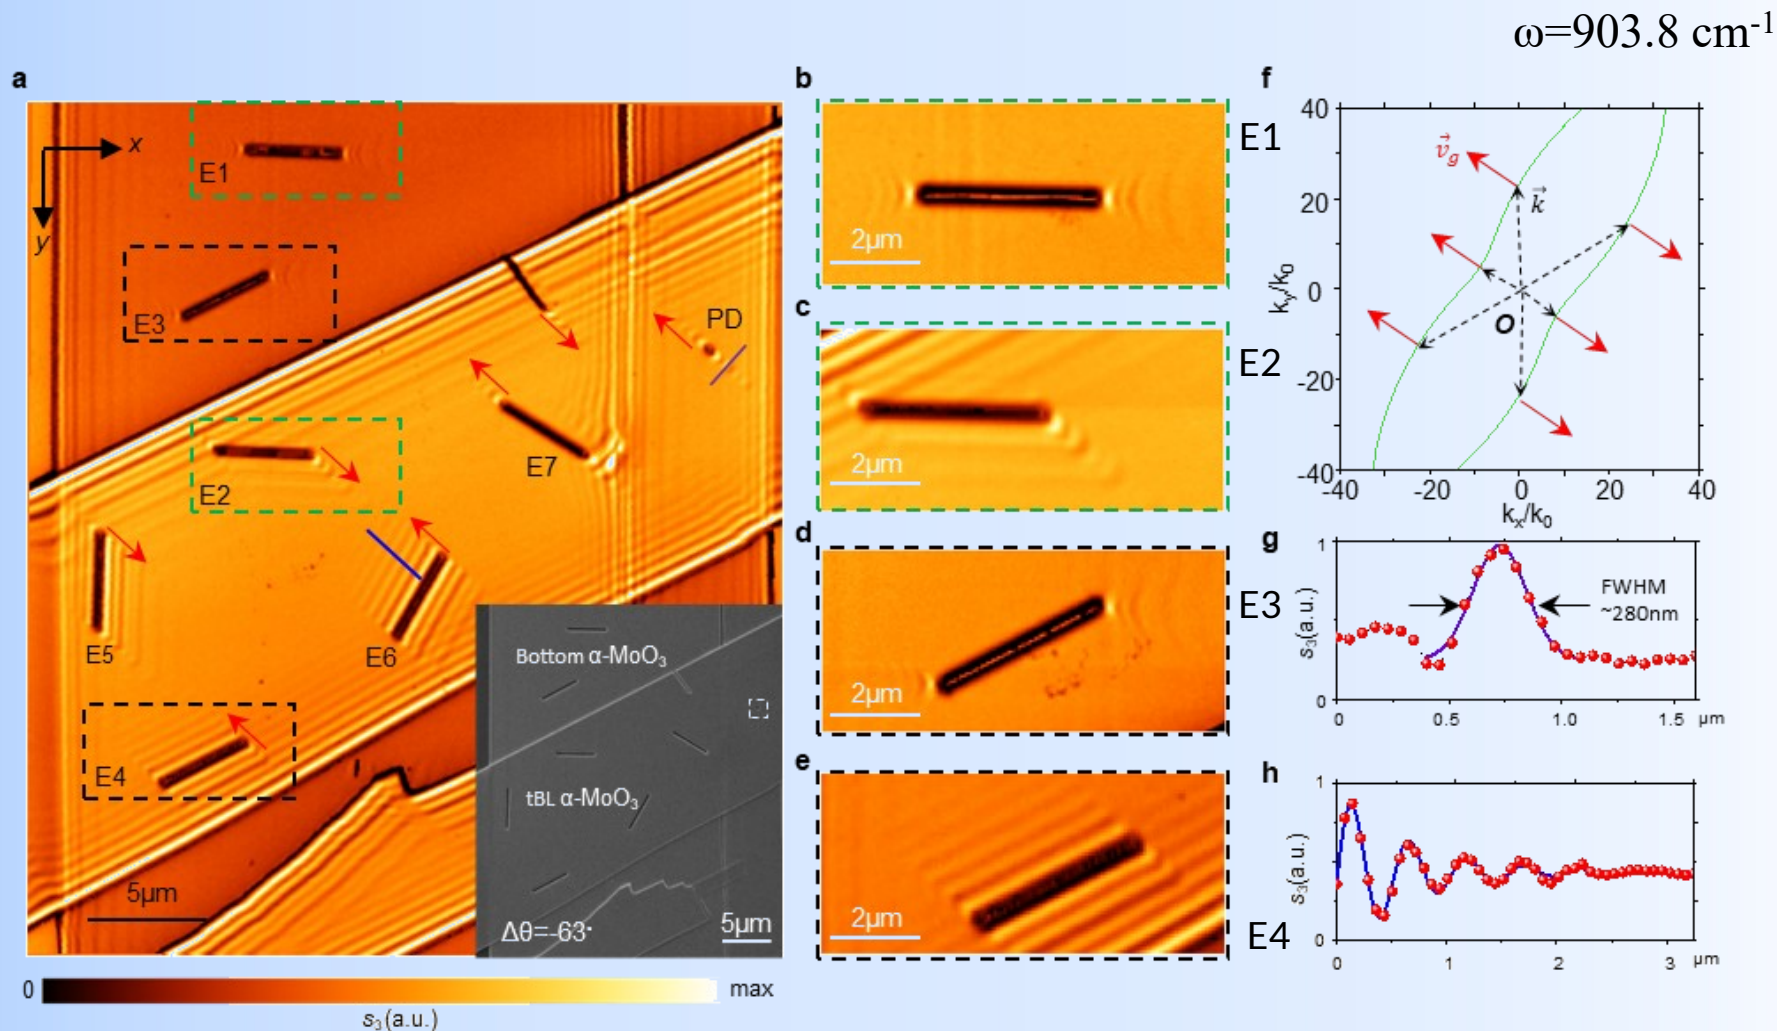 ω=903.8 cm-1
a
x
y
E1
E3
PD
E7
E2
E5
E6
E4
5µm
Bottom α-MoO3
tBL α-MoO3
Δθ=-63°
5µm
0
max
s3(a.u.)
b
2µm
E1
c
2µm
E2
d
2µm
E3
e
2µm
E4
f
40
20
0
-20
-40
-40
-20
0
20
40
ky/k0
kx/k0
v⃗g
k⃗
O
g
1
0
s3(a.u.)
FWHM
~280nm
0
0.5
1.0
1.5
µm
h
1
0
s3(a.u.)
0
1
2
3
µm